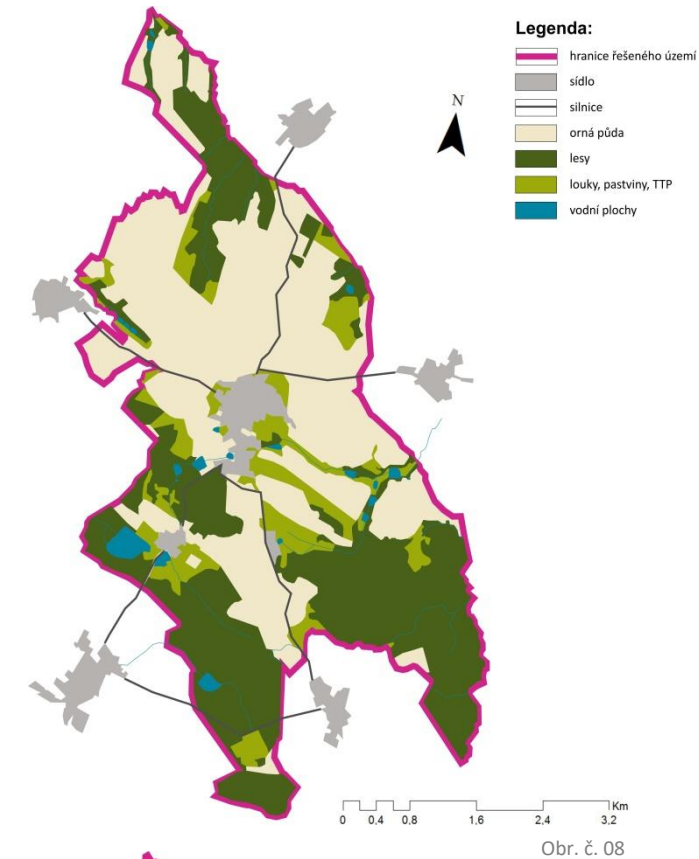 Legenda:
hranice řešeného území
sídlo
silnice
orná půda
lesy
louky, pastviny, TTP
vodní plochy
N
Km
0 0,4 0,8 1,6 2,4 3,2
Obr. č. 08